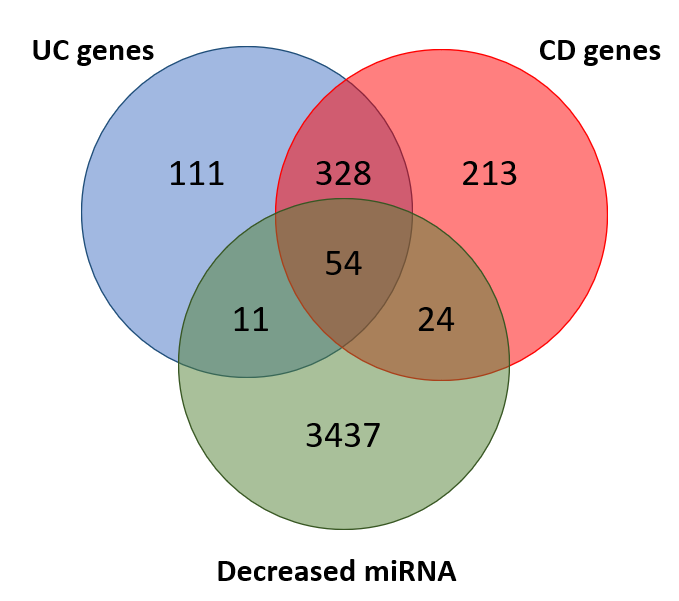 UC genes
CD genes
111
328
213
54
11
24
3437
Decreased miRNA